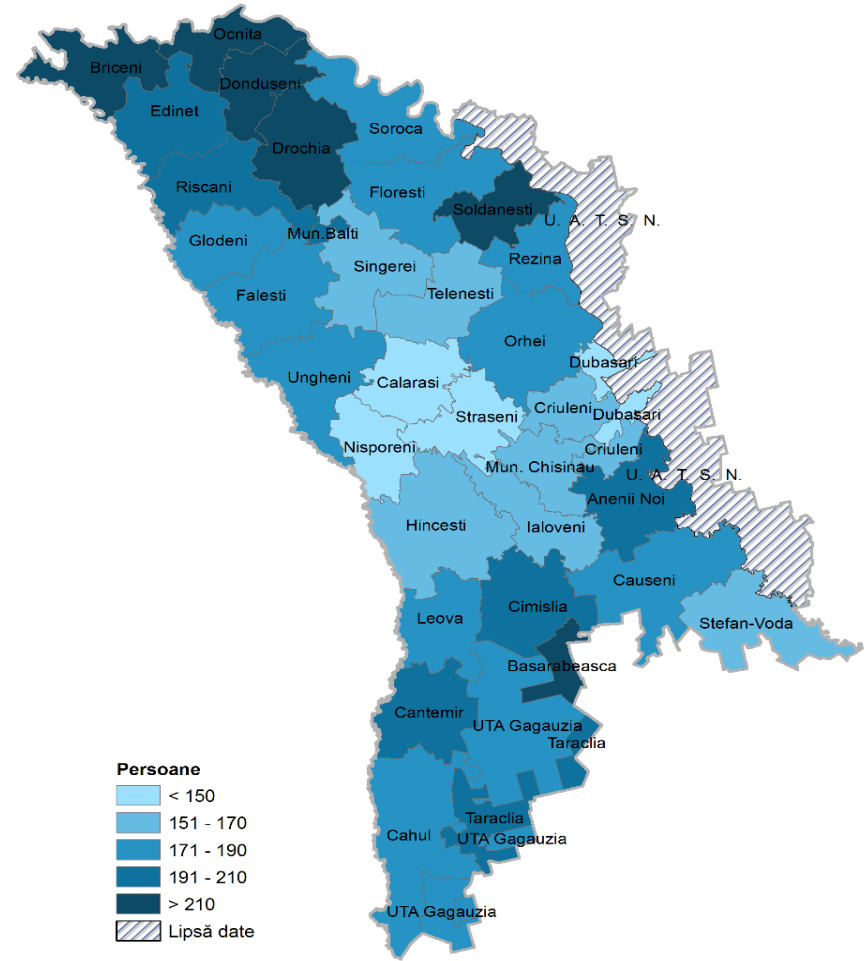 Ocnita
Briceni
Donduseni
Edinet
Soroca
Drochia
Riscani
Floresti
Soldanesti
U. A. T. S. N.
Mun.Balti
Glodeni
Rezina
Singerei
Telenesti
Falesti
Orhei
Dubasari
Ungheni
Calarasi
Criuleni
Dubasari
Straseni
Nisporeni
Criuleni
Mun. Chisinau
U. A. T. S. N.
Anenii Noi
Hincesti
Ialoveni
Causeni
Cimislia
Leova
Stefan-Voda
Basarabeasca
Cantemir
UTA Gagauzia
Taraclia
Taraclia
Cahul
UTA Gagauzia
UTA Gagauzia
Persoane
< 150
151 - 170
171 - 190
191 - 210
> 210
Lipsă date